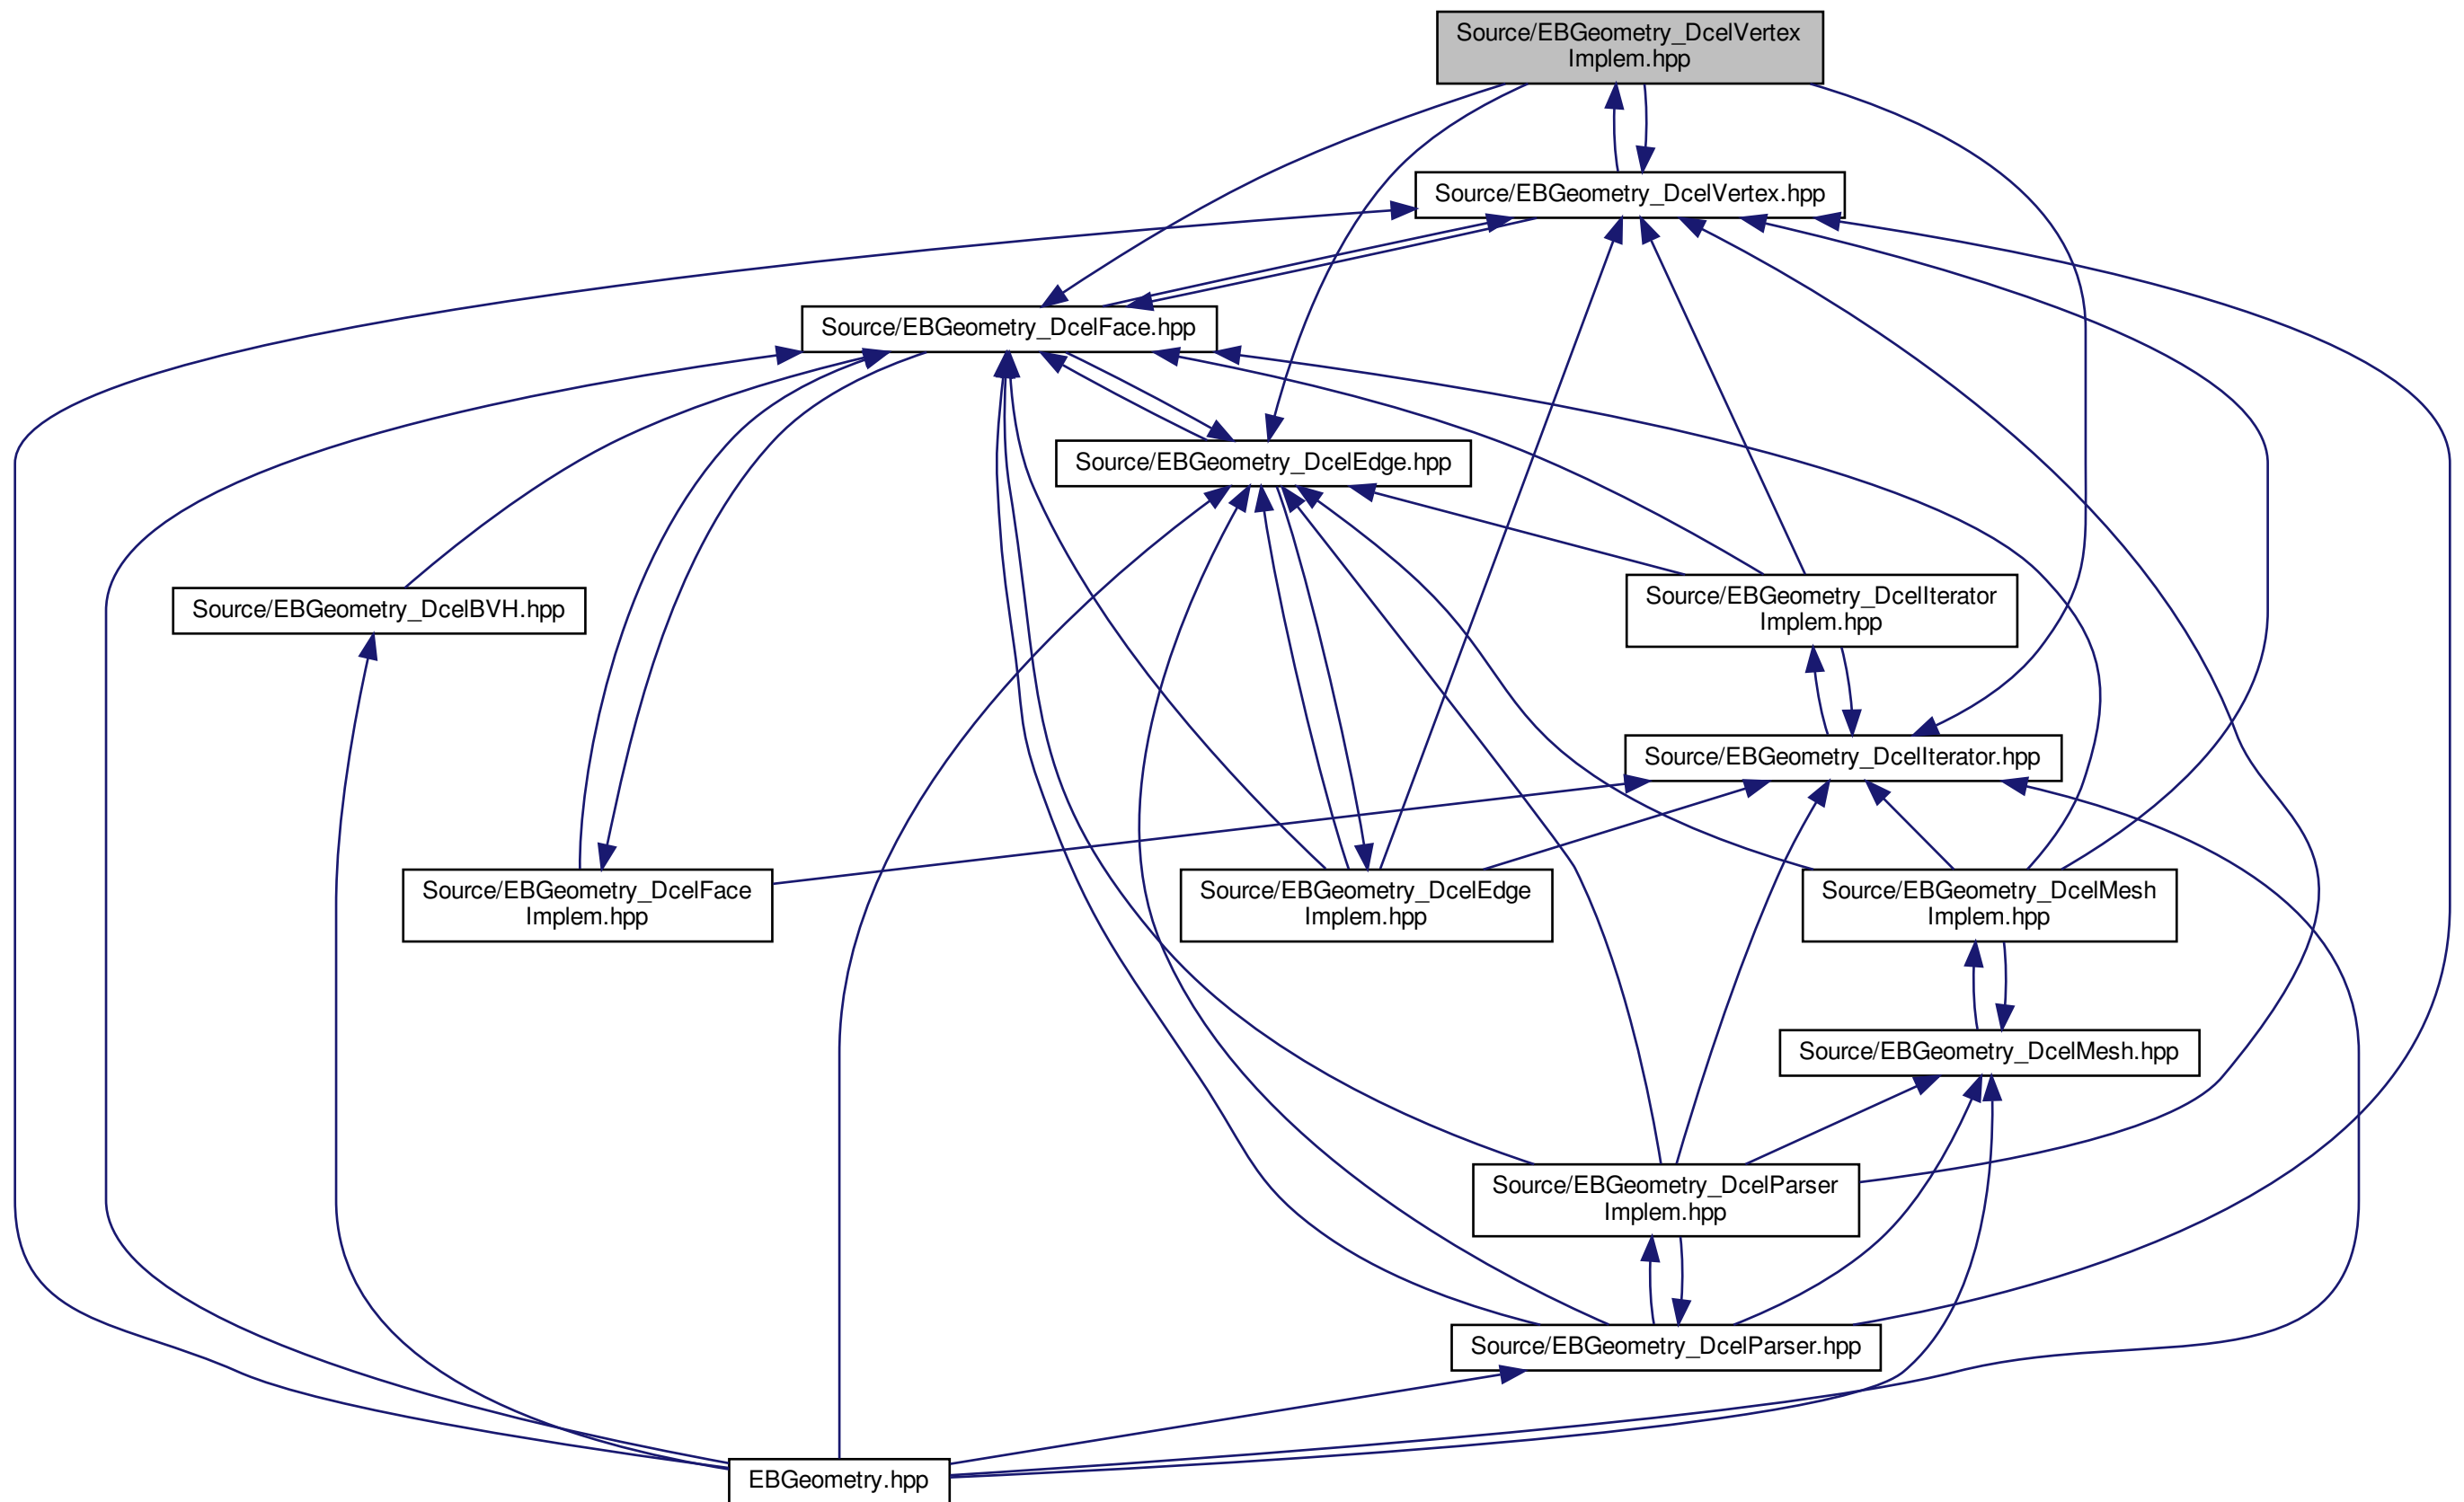 Source/EBGeometry_DcelVertex
Implem.hpp
Source/EBGeometry_DcelVertex.hpp
Source/EBGeometry_DcelFace.hpp
Source/EBGeometry_DcelEdge.hpp
Source/EBGeometry_DcelBVH.hpp
Source/EBGeometry_DcelIterator
Implem.hpp
Source/EBGeometry_DcelIterator.hpp
Source/EBGeometry_DcelFace
Implem.hpp
Source/EBGeometry_DcelEdge
Implem.hpp
Source/EBGeometry_DcelMesh
Implem.hpp
Source/EBGeometry_DcelMesh.hpp
Source/EBGeometry_DcelParser
Implem.hpp
Source/EBGeometry_DcelParser.hpp
EBGeometry.hpp